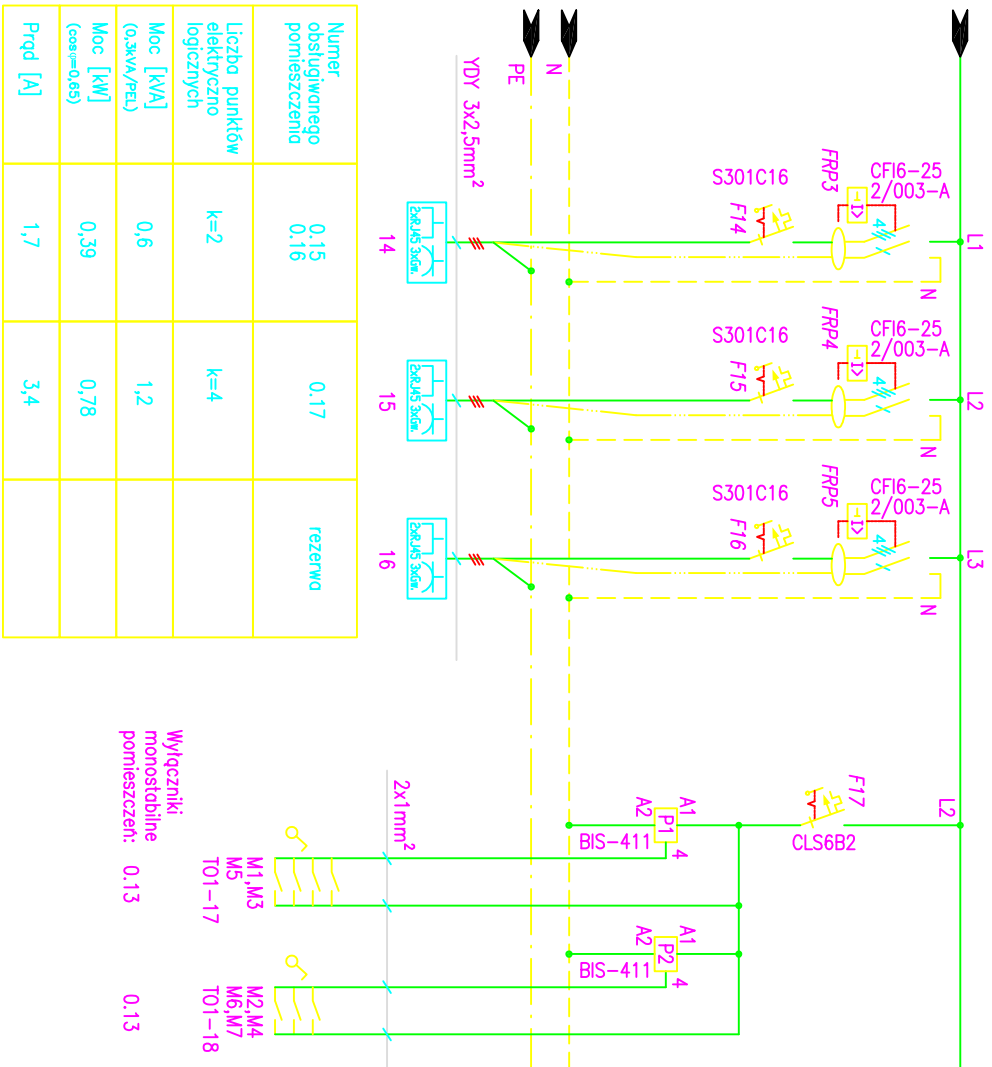 L1
CFI6-25
2/003-A
FRP3
I>
4
N
S301C16
F14
L2
CFI6-25
2/003-A
FRP4
I>
4
N
S301C16
F15
L3
CFI6-25
2/003-A
FRP5
I>
4
N
S301C16
F16
N
PE
YDY 3x2,5mm²
2xRJ45 3xGn.
14
2xRJ45 3xGn.
15
2xRJ45 3xGn.
16
L2
F17
CLS6B2
A1
P1
A2
4
BIS-411
A1
P2
A2
4
BIS-411
2x1mm²
M1,M3
M5
T01-17
M2,M4
M6,M7
T01-18
Wyłączniki
monostabilne
pomieszczeń:
0.13
0.13
Numer
obsługiwanego
pomieszczenia
0.15
0.16
0.17
rezerwa
Liczba punktów
elektryczno
logicznych
k=2
k=4
Moc [kVA]
(0,3kVA/PEL)
0,6
1,2
Moc [kW]
(cosφ=0,65)
0,39
0,78
Prąd [A]
1,7
3,4